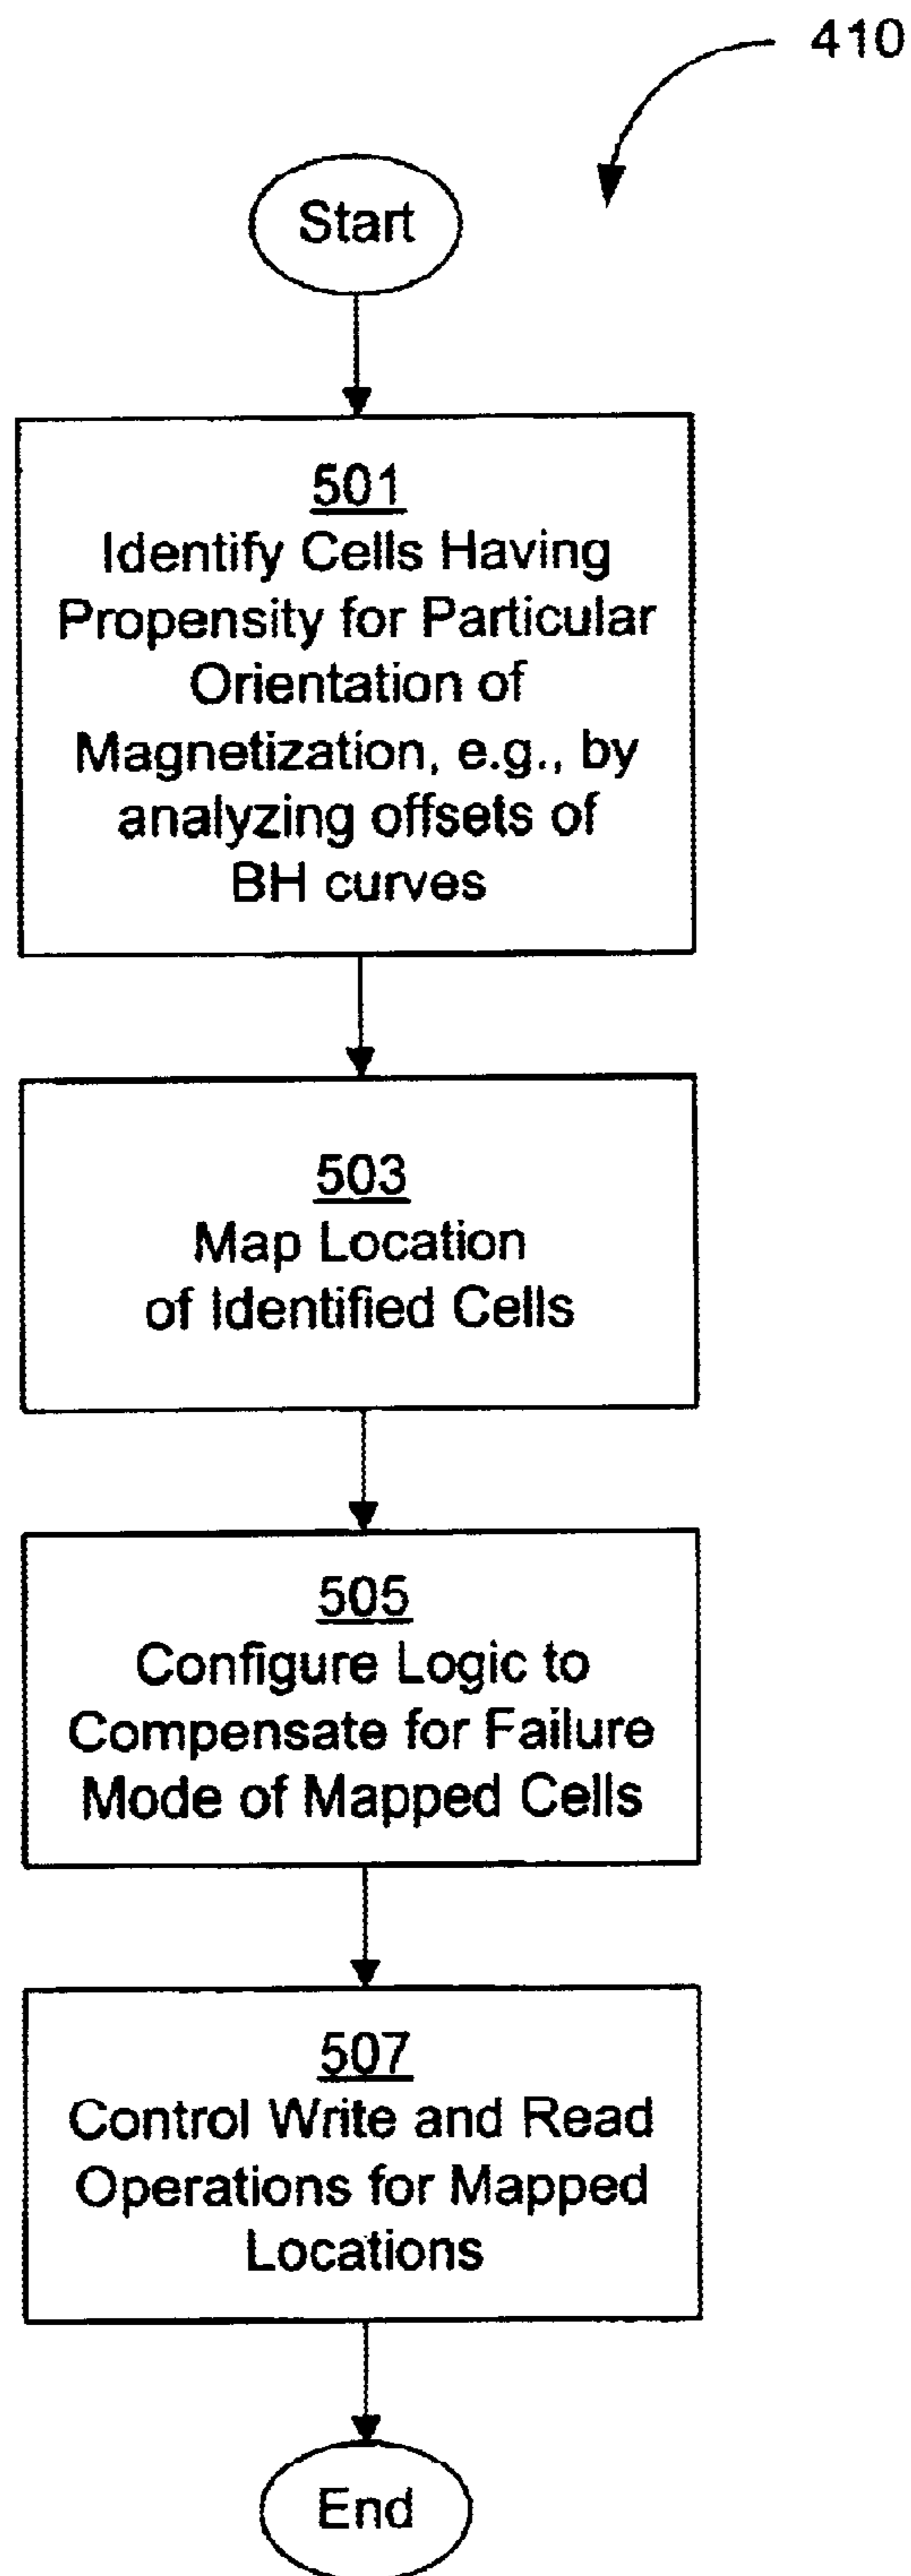 410
Start
501
Identify Cells Having
Propensity for Particular
Orientation of
Magnetization, e.g., by
analyzing offsets of
BH curves
503
Map Location
of Identified Cells
505
Configure Logic to
Compensate for Failure
Mode of Mapped Cells
507
Control Write and Read
Operations for Mapped
Locations
End